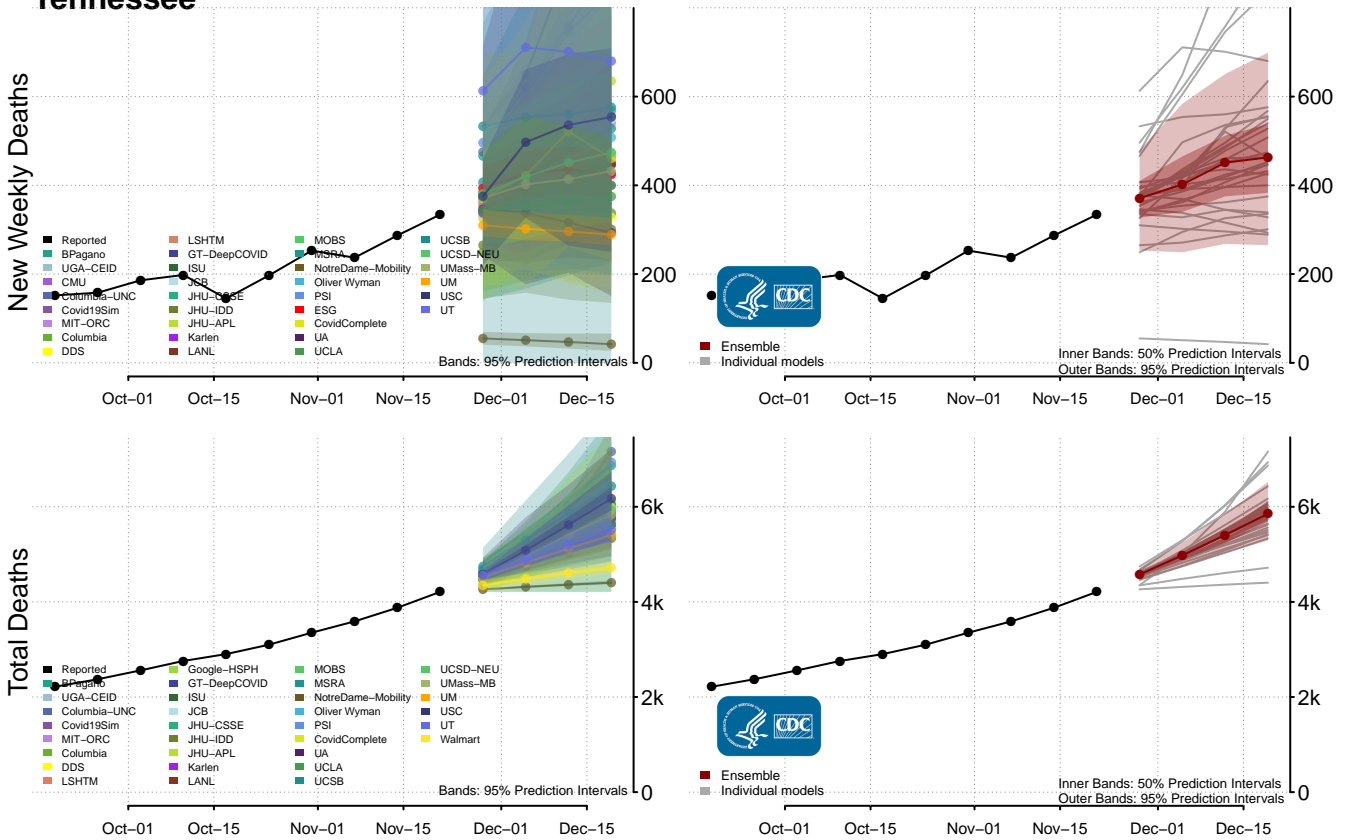 Tennessee
New Weekly Deaths
Reported
BPagano
UGA−CEID
CMU
Columbia−UNC
Covid19Sim
MIT−ORC
Columbia
DDS
LSHTM
GT−DeepCOVID
ISU
JCB
JHU−CSSE
JHU−IDD
JHU−APL
Karlen
LANL
MOBS
MSRA
NotreDame−Mobility
Oliver Wyman
PSI
ESG
CovidComplete
UA
UCLA
UCSB
UCSD−NEU
UMass−MB
UM
USC
UT
Bands: 95% Prediction Intervals
600
400
200
0
Oct−01 Oct−15 Nov−01 Nov−15 Dec−01 Dec−15
CDC
Ensemble
Individual models
Inner Bands: 50% Prediction Intervals
Outer Bands: 95% Prediction Intervals
600
400
200
0
Oct−01 Oct−15 Nov−01 Nov−15 Dec−01 Dec−15
Total Deaths
Reported
BPagano
UGA−CEID
Columbia−UNC
Covid19Sim
MIT−ORC
Columbia
DDS
LSHTM
Google−HSPH
GT−DeepCOVID
ISU
JCB
JHU−CSSE
JHU−IDD
JHU−APL
Karlen
LANL
MOBS
MSRA
NotreDame−Mobility
Oliver Wyman
PSI
CovidComplete
UA
UCLA
UCSB
UCSD−NEU
UMass−MB
UM
USC
UT
Walmart
Bands: 95% Prediction Intervals
6k
4k
2k
0
Oct−01 Oct−15 Nov−01 Nov−15 Dec−01 Dec−15
CDC
Ensemble
Individual models
Inner Bands: 50% Prediction Intervals
Outer Bands: 95% Prediction Intervals
6k
4k
2k
0
Oct−01 Oct−15 Nov−01 Nov−15 Dec−01 Dec−15